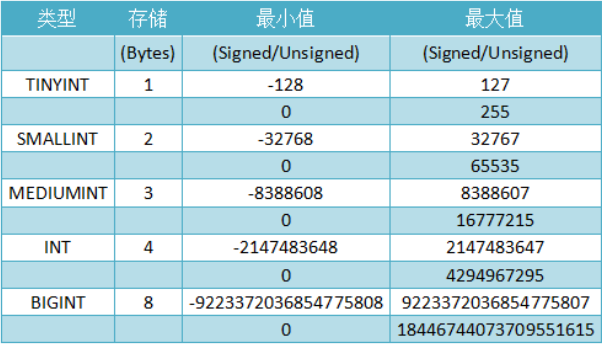 类型 存储 最小值 最大值
(Bytes) (Signed/Unsigned) (Signed/Unsigned)
TINYINT 1 -128 127
0 255
SMALLINT 2 -32768 32767
0 65535
MEDIUMINT 3 -8388608 8388607
0 16777215
INT 4 -2147483648 2147483647
0 4294967295
BIGINT 8 -9223372036854775808 9223372036854775807
0 18446744073709551615